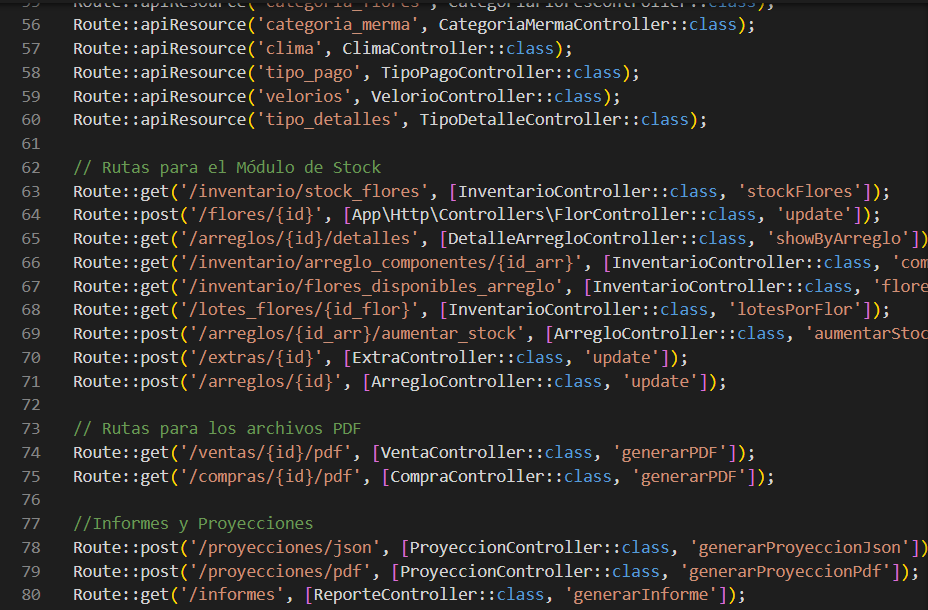 55 Route::apiResource('categoria_flores', CategoriaFloresController::class);
56 Route::apiResource('categoria_merma', CategoriaMermaController::class);
57 Route::apiResource('clima', ClimaController::class);
58 Route::apiResource('tipo_pago', TipoPagoController::class);
59 Route::apiResource('velorios', VelorioController::class);
60 Route::apiResource('tipo_detalles', TipoDetalleController::class);
61
62 // Rutas para el Módulo de Stock
63 Route::get('/inventario/stock_flores', [InventarioController::class, 'stockFlores']);
64 Route::post('/flores/{id}', [App\Http\Controllers\FlorController::class, 'update']);
65 Route::get('/arreglos/{id}/detalles', [DetalleArregloController::class, 'showByArreglo'])
66 Route::get('/inventario/arreglo_componentes/{id_arr}', [InventarioController::class, 'com
67 Route::get('/inventario/flores_disponibles_arreglo', [InventarioController::class, 'flore
68 Route::get('/lotes_flores/{id_flor}', [InventarioController::class, 'lotesPorFlor']);
69 Route::post('/arreglos/{id_arr}/aumentar_stock', [ArregloController::class, 'aumentarStoc
70 Route::post('/extras/{id}', [ExtraController::class, 'update']);
71 Route::post('/arreglos/{id}', [ArregloController::class, 'update']);
72
73 // Rutas para los archivos PDF
74 Route::get('/ventas/{id}/pdf', [VentaController::class, 'generarPDF']);
75 Route::get('/compras/{id}/pdf', [CompraController::class, 'generarPDF']);
76
77 //Informes y Proyecciones
78 Route::post('/proyecciones/json', [ProyeccionController::class, 'generarProyeccionJson'])
79 Route::post('/proyecciones/pdf', [ProyeccionController::class, 'generarProyeccionPdf']);
80 Route::get('/informes', [ReporteController::class, 'generarInforme']);